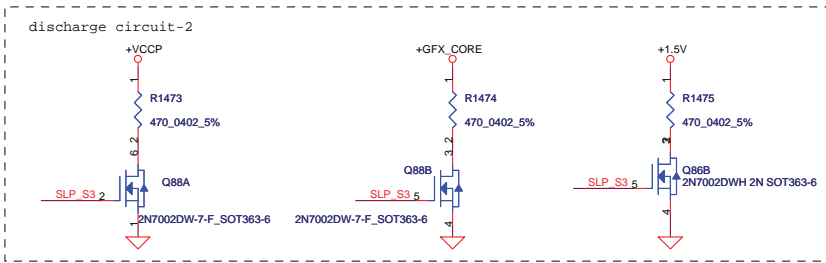 discharge circuit-2
+VCCP
1
R1473
470_0402_5%
2
6
Q88A
SLP_S3 2
1
2N7002DW-7-F_SOT363-6
+GFX_CORE
1
R1474
470_0402_5%
2
3
Q88B
SLP_S3 5
4
2N7002DW-7-F_SOT363-6
+1.5V
1
R1475
470_0402_5%
Q86B
2N7002DWH 2N SOT363-6
SLP_S3 5
4